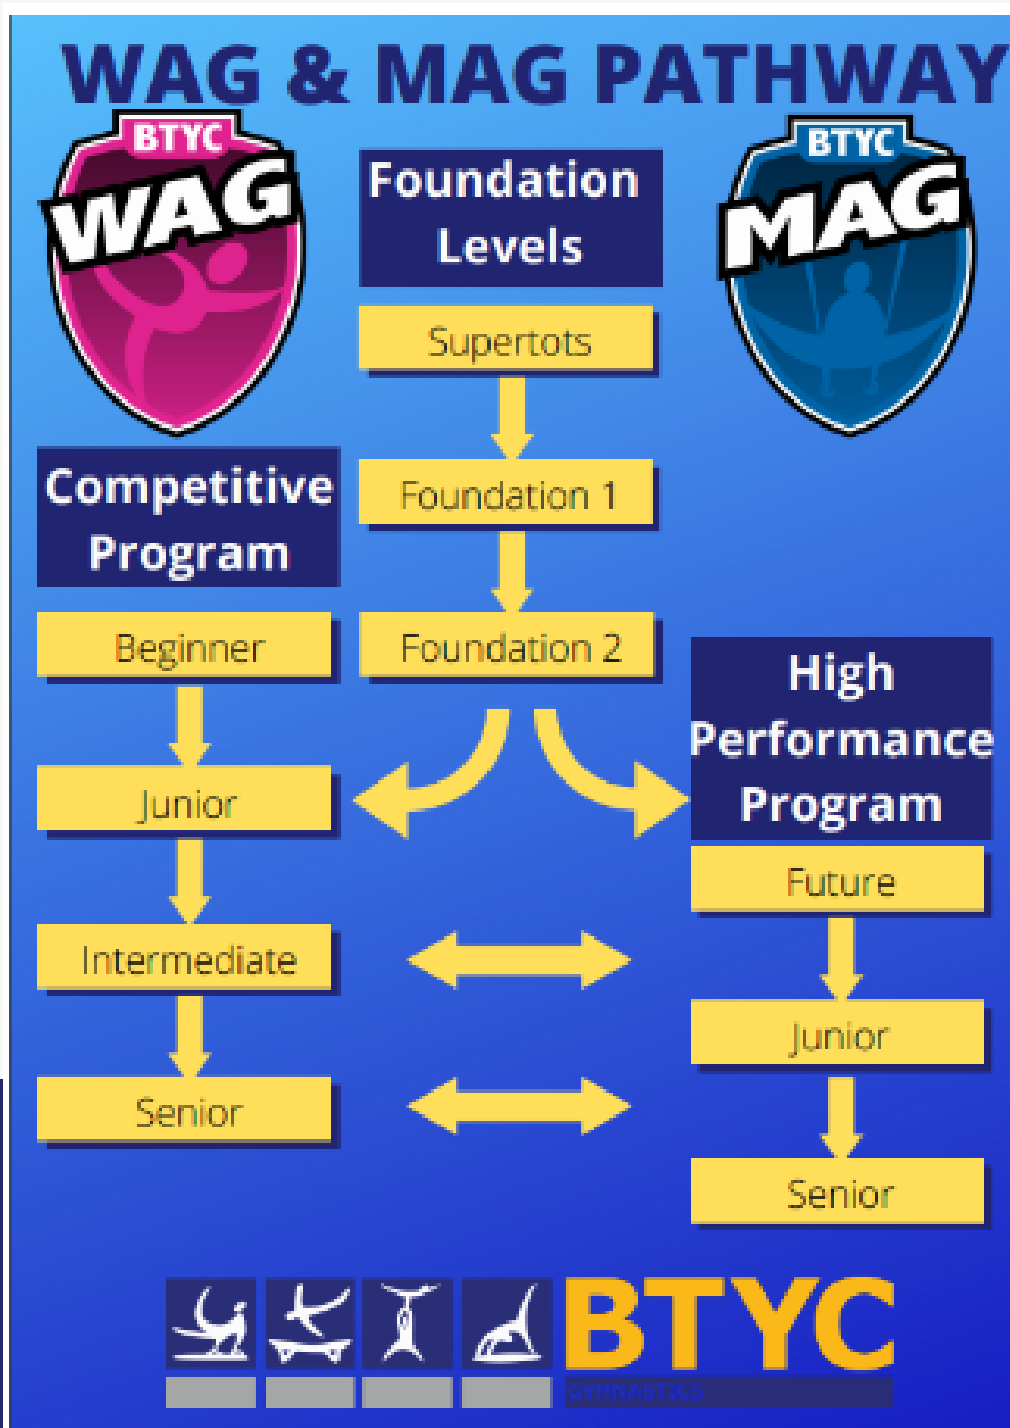 WAG & MAG PATHWAY
BTYC
WAG
BTYC
MAG
Foundation
Levels
Supertots
Foundation 1
Foundation 2
Competitive
Program
Beginner
Junior
Intermediate
Senior
High
Performance
Program
Future
Junior
Senior
BTYC
GYMNASTICS